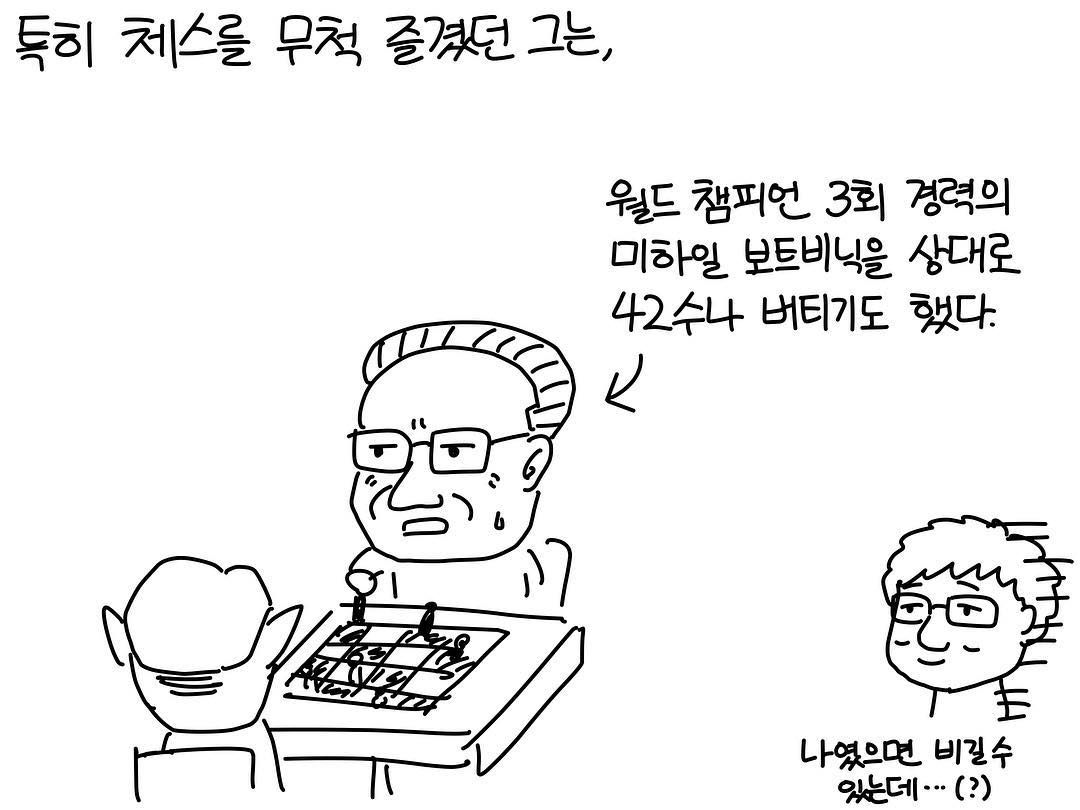 특히 체스를 무척 즐겼던 그는,
월드 챔피언 3회 경력의
미하일 보트비닉을 상대로
42수나 버티기도 했다.
나였으면 비길수
있는데…(?)